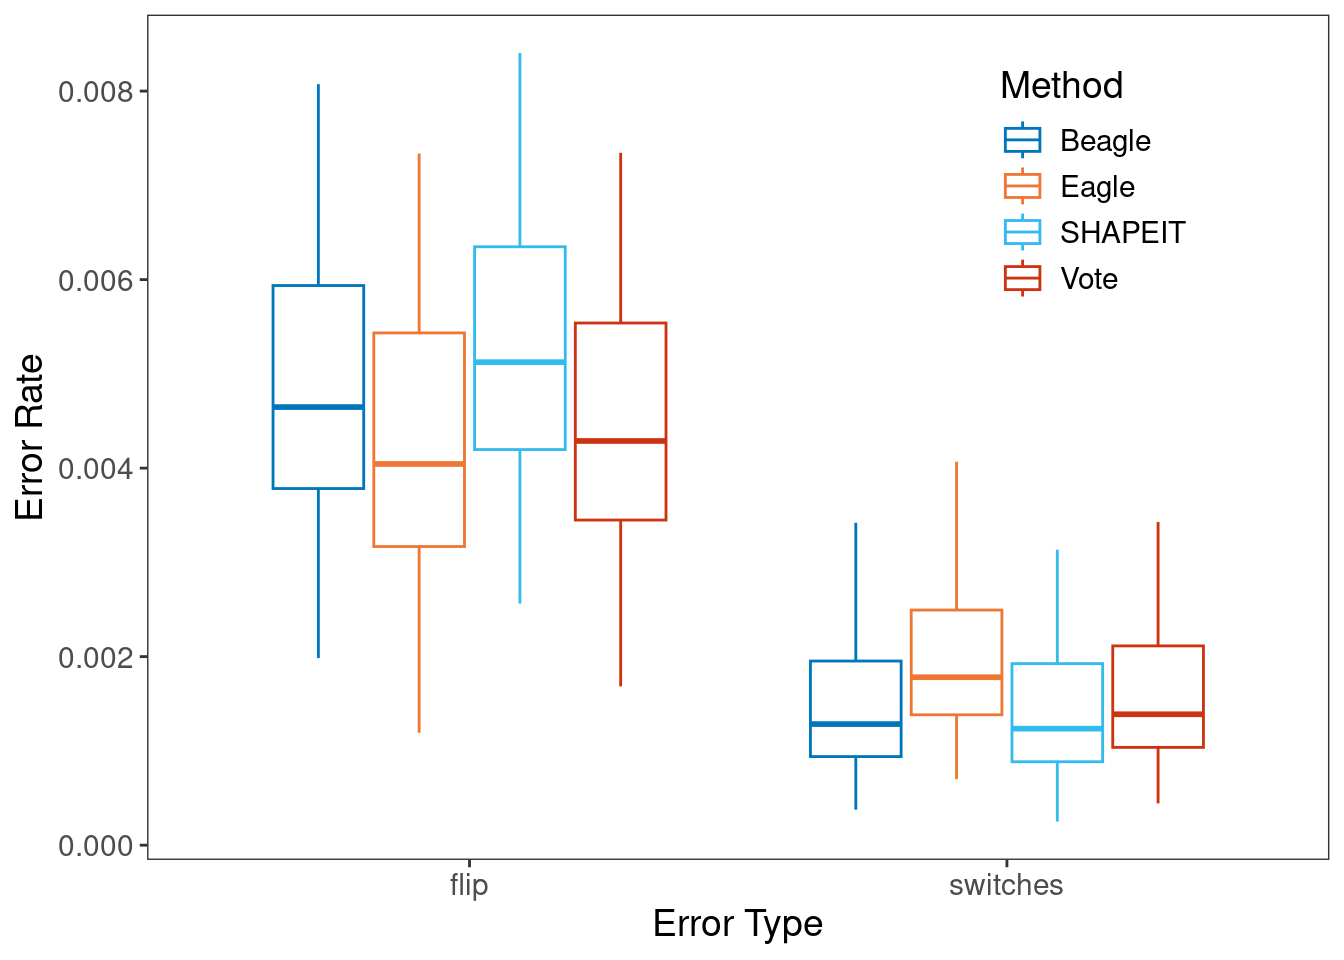 Error Rate
0.008
0.006
0.004
0.002
0.000
Method
Beagle
Eagle
SHAPEIT
Vote
flip
switches
Error Type